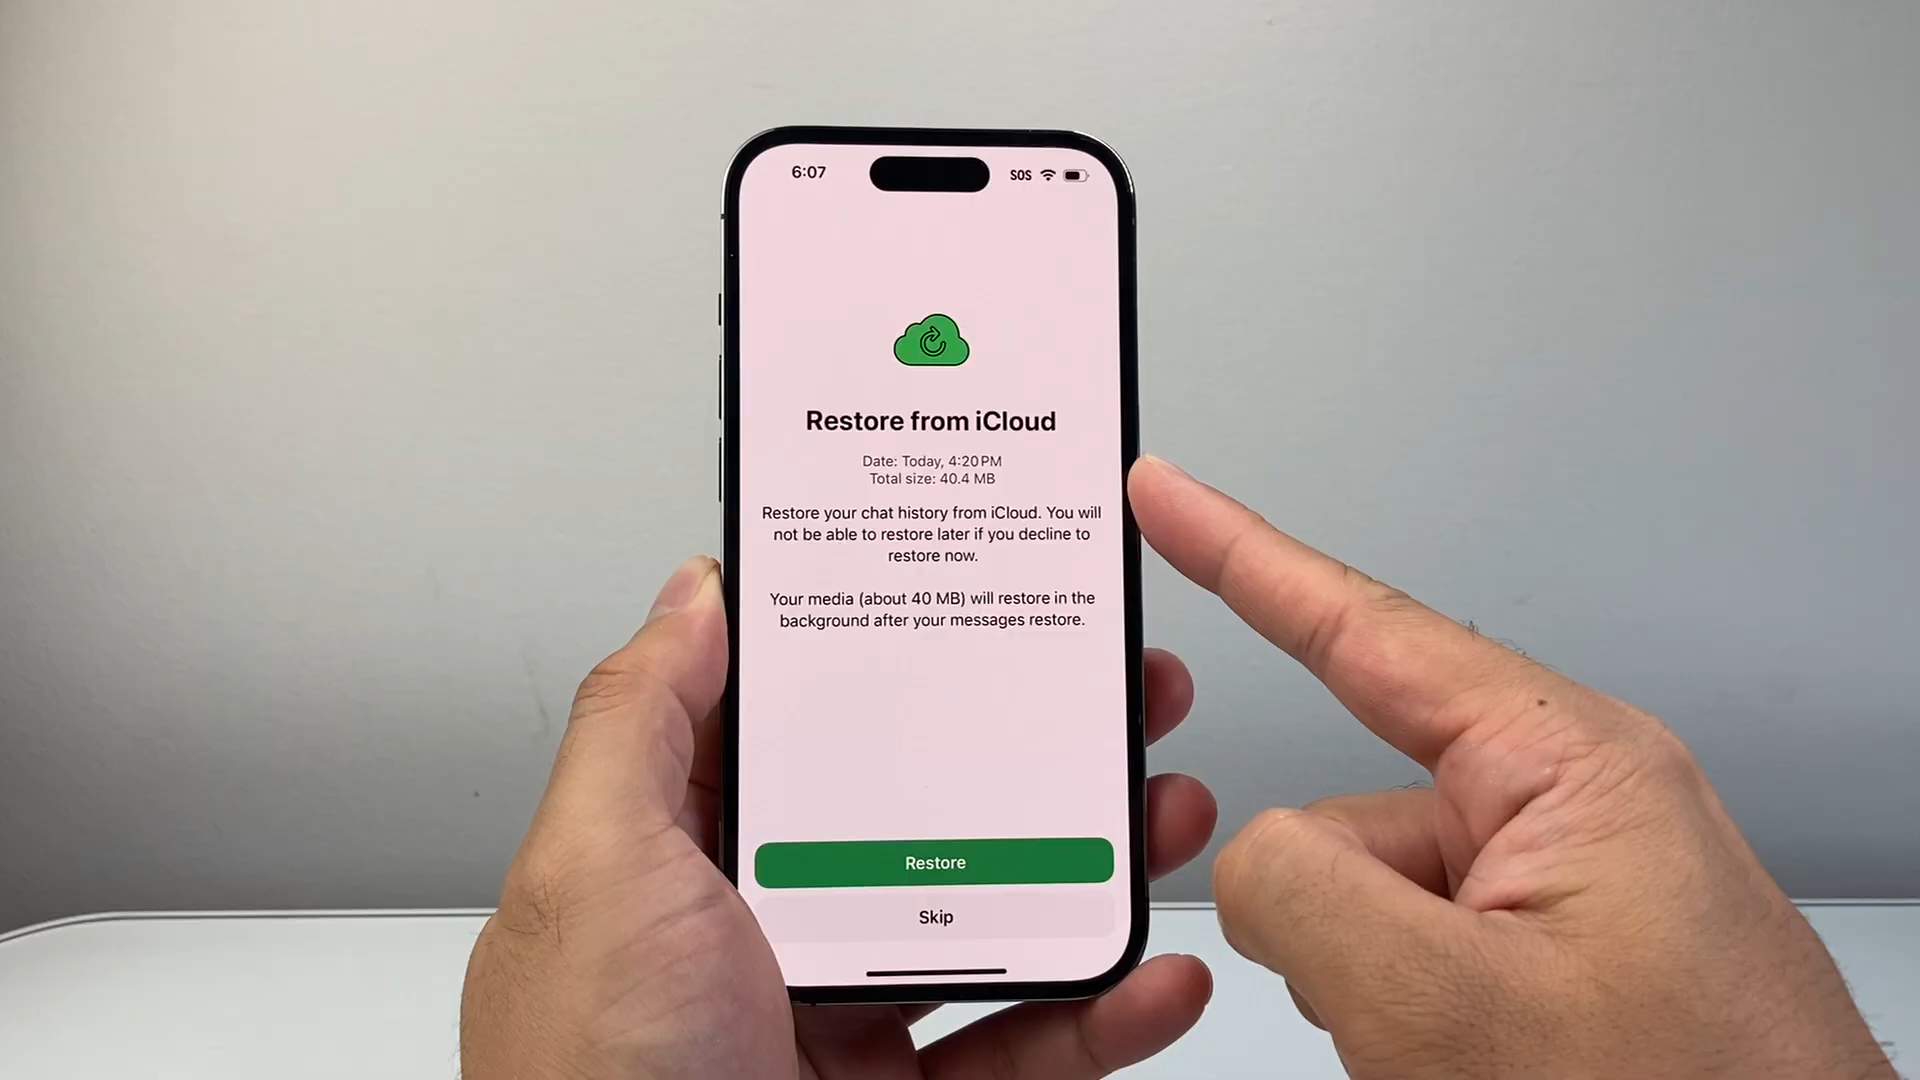 6:07
SOS
Restore from iCloud
Date: Today, 4:20 PM
Total size: 40.4 MB
Restore your chat history from iCloud. You will
not be able to restore later if you decline to
restore now.
Your media (about 40 MB) will restore in the
background after your messages restore.
Restore
Skip